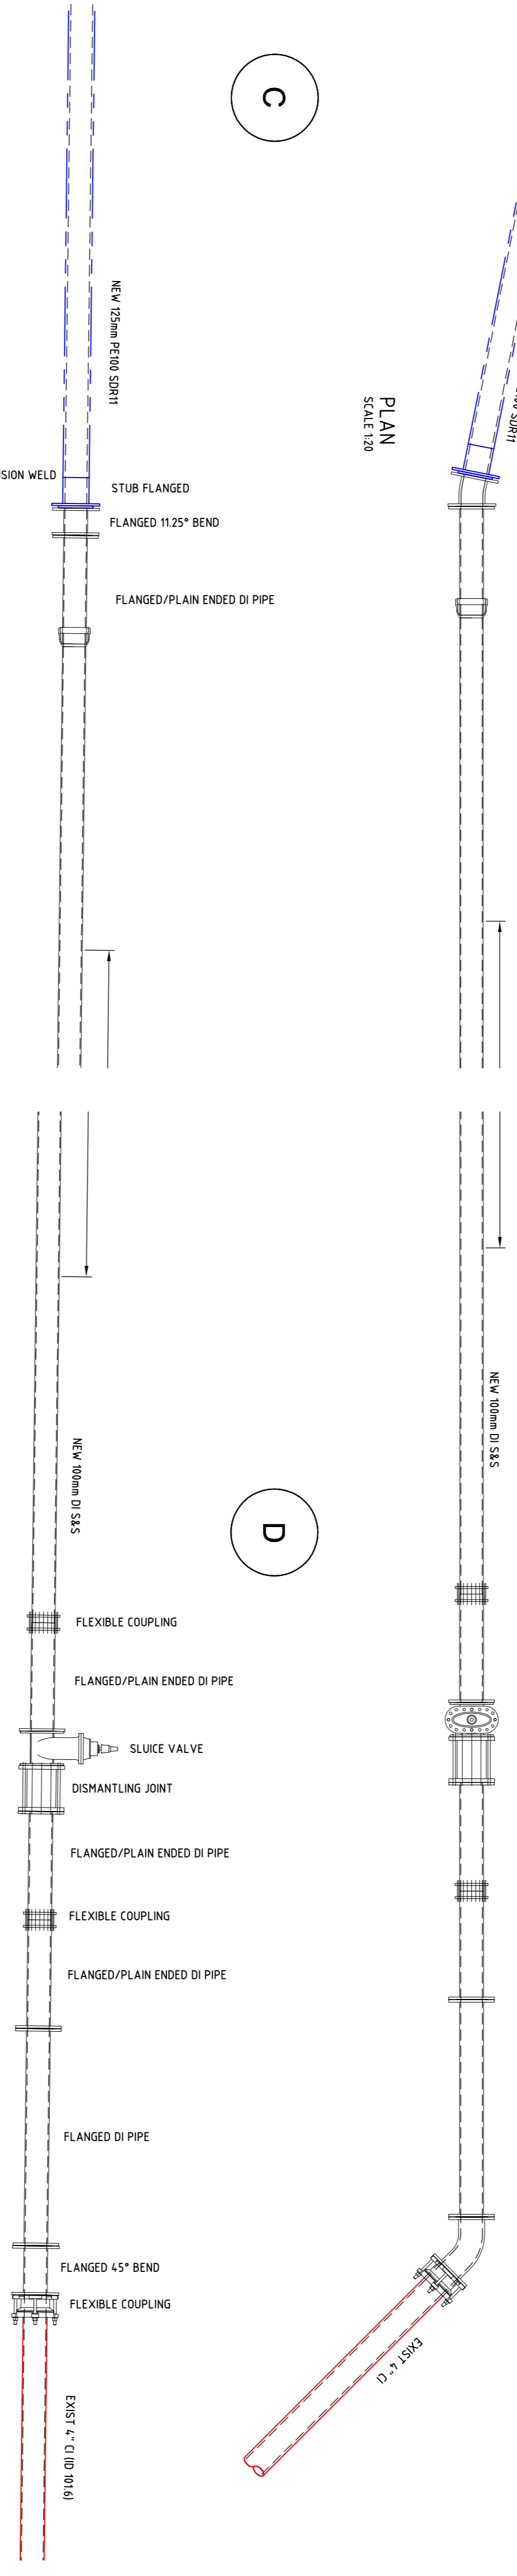 C
NEW 125mm PE100 SDR11
PLAN
SCALE 1:20
SDR11
WELD
STUB FLANGED
FLANGED 11.25° BEND
FLANGED/PLAIN ENDED DI PIPE
NEW 100mm DI S&S
NEW 100mm DI S&S
D
FLEXIBLE COUPLING
FLANGED/PLAIN ENDED DI PIPE
SLUICE VALVE
DISMANTLING JOINT
FLANGED/PLAIN ENDED DI PIPE
FLEXIBLE COUPLING
FLANGED/PLAIN ENDED DI PIPE
FLANGED DI PIPE
FLANGED 45° BEND
FLEXIBLE COUPLING
EXIST 4" CI
EXIST 4" CI (ID 101.6)